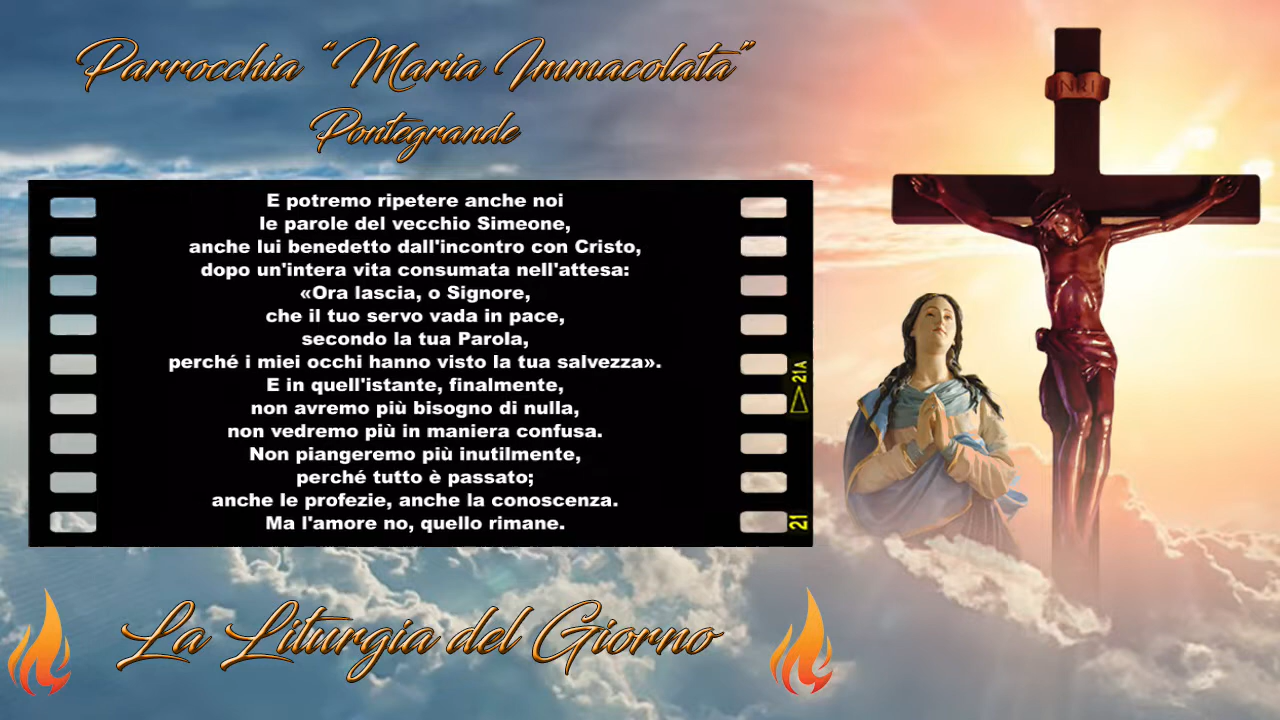 Parrocchia “Maria Immacolata”
Pontegrande
INRI
E potremo ripetere anche noi
le parole del vecchio Simeone,
anche lui benedetto dall'incontro con Cristo,
dopo un'intera vita consumata nell'attesa:
«Ora lascia, o Signore,
che il tuo servo vada in pace,
secondo la tua Parola,
perché i miei occhi hanno visto la tua salvezza».
E in quell'istante, finalmente,
non avremo più bisogno di nulla,
non vedremo più in maniera confusa.
Non piangeremo più inutilmente,
perché tutto è passato;
anche le profezie, anche la conoscenza.
Ma l'amore no, quello rimane.
21A
21
La Liturgia del Giorno